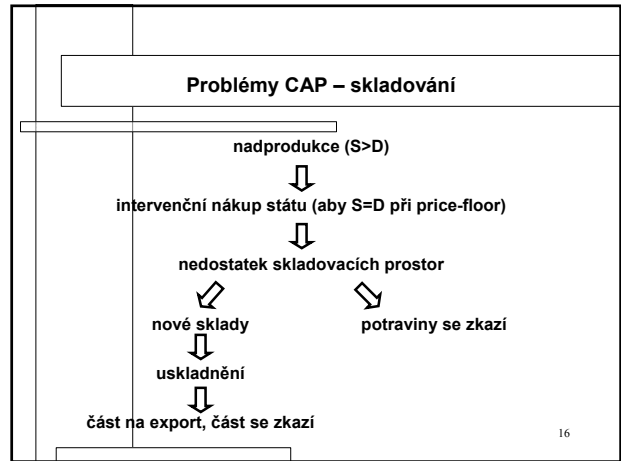 Problémy CAP – skladování
nadprodukce (S>D)
intervenční nákup státu (aby S=D při price-floor)
nedostatek skladovacích prostor
nové sklady
potraviny se zkazí
uskladnění
část na export, část se zkazí
16